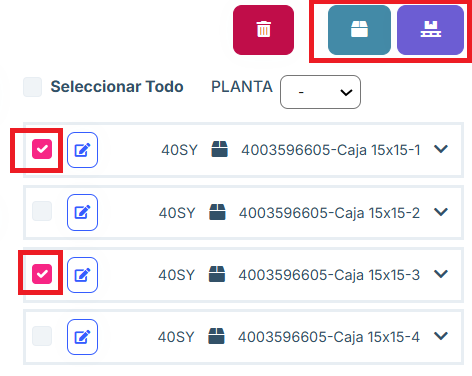 Seleccionar Todo PLANTA -
40SY 4003596605-Caja 15x15-1
40SY 4003596605-Caja 15x15-2
40SY 4003596605-Caja 15x15-3
40SY 4003596605-Caja 15x15-4